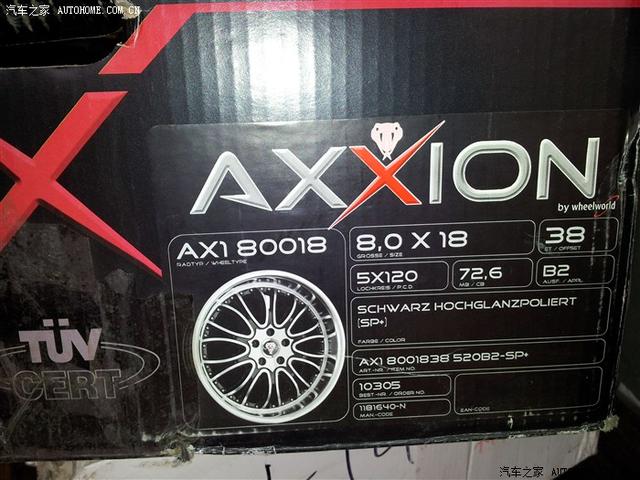 汽车之家 AUTOHOME.COM.CN
AXXION
by wheelworld
AX1 80018
RADTYP / WHEELTYPE
8,0 X 18
GRÖSSE / SIZE
38
ET / OFFSET
5X120
LOCHKREIS / P.C.D.
72,6
MB / CB
B2
AUSF. / APPL.
SCHWARZ HOCHGLANZPOLIERT
(SP+)
FARBE / COLOR
AX1 8001838 520B2-SP+
ART.-NR. / ITEM NO.
10305
BEST.-NR. / ORDER NO.
1181640-N
MAN.-CODE
EAN-CODE
TÜV
CERT
汽车之家 AUTO